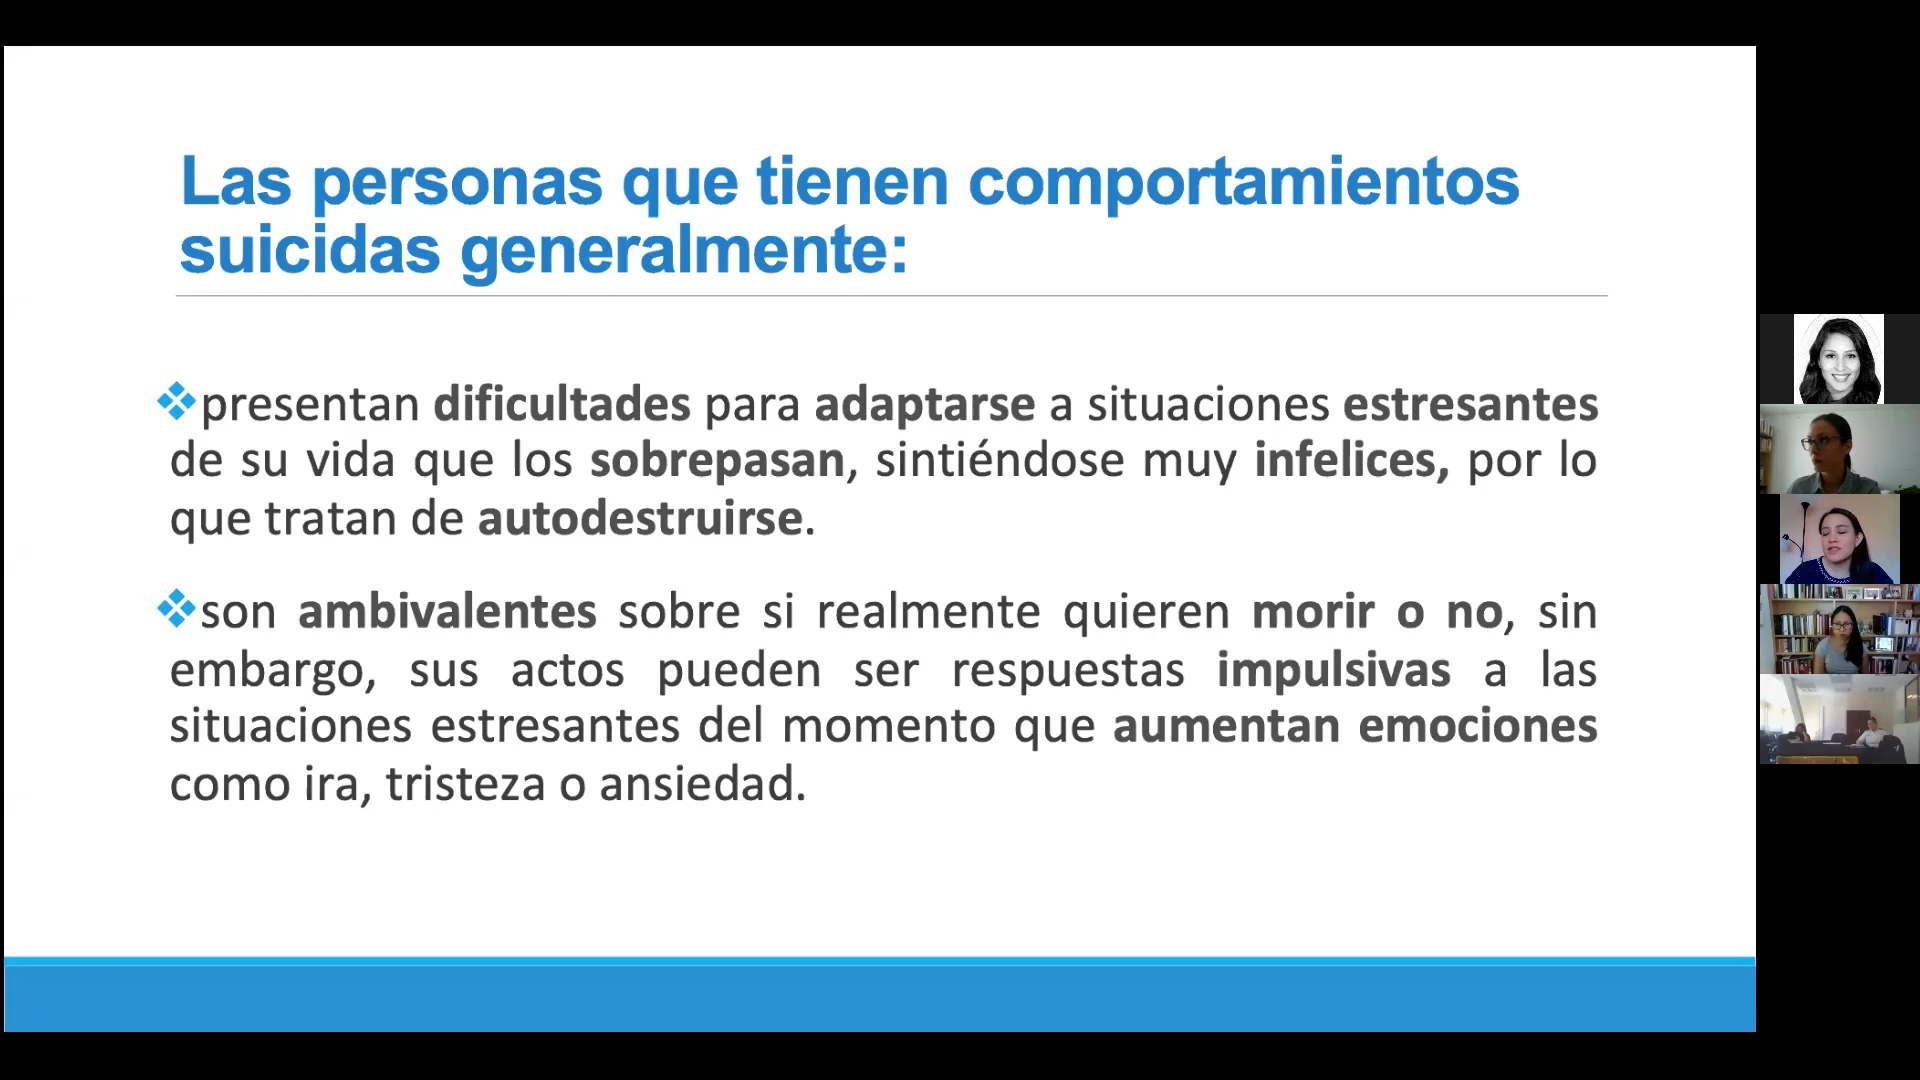 Las personas que tienen comportamientos
suicidas generalmente:
❖presentan dificultades para adaptarse a situaciones estresantes
de su vida que los sobrepasan, sintiéndose muy infelices, por lo
que tratan de autodestruirse.
❖son ambivalentes sobre si realmente quieren morir o no, sin
embargo, sus actos pueden ser respuestas impulsivas a las
situaciones estresantes del momento que aumentan emociones
como ira, tristeza o ansiedad.